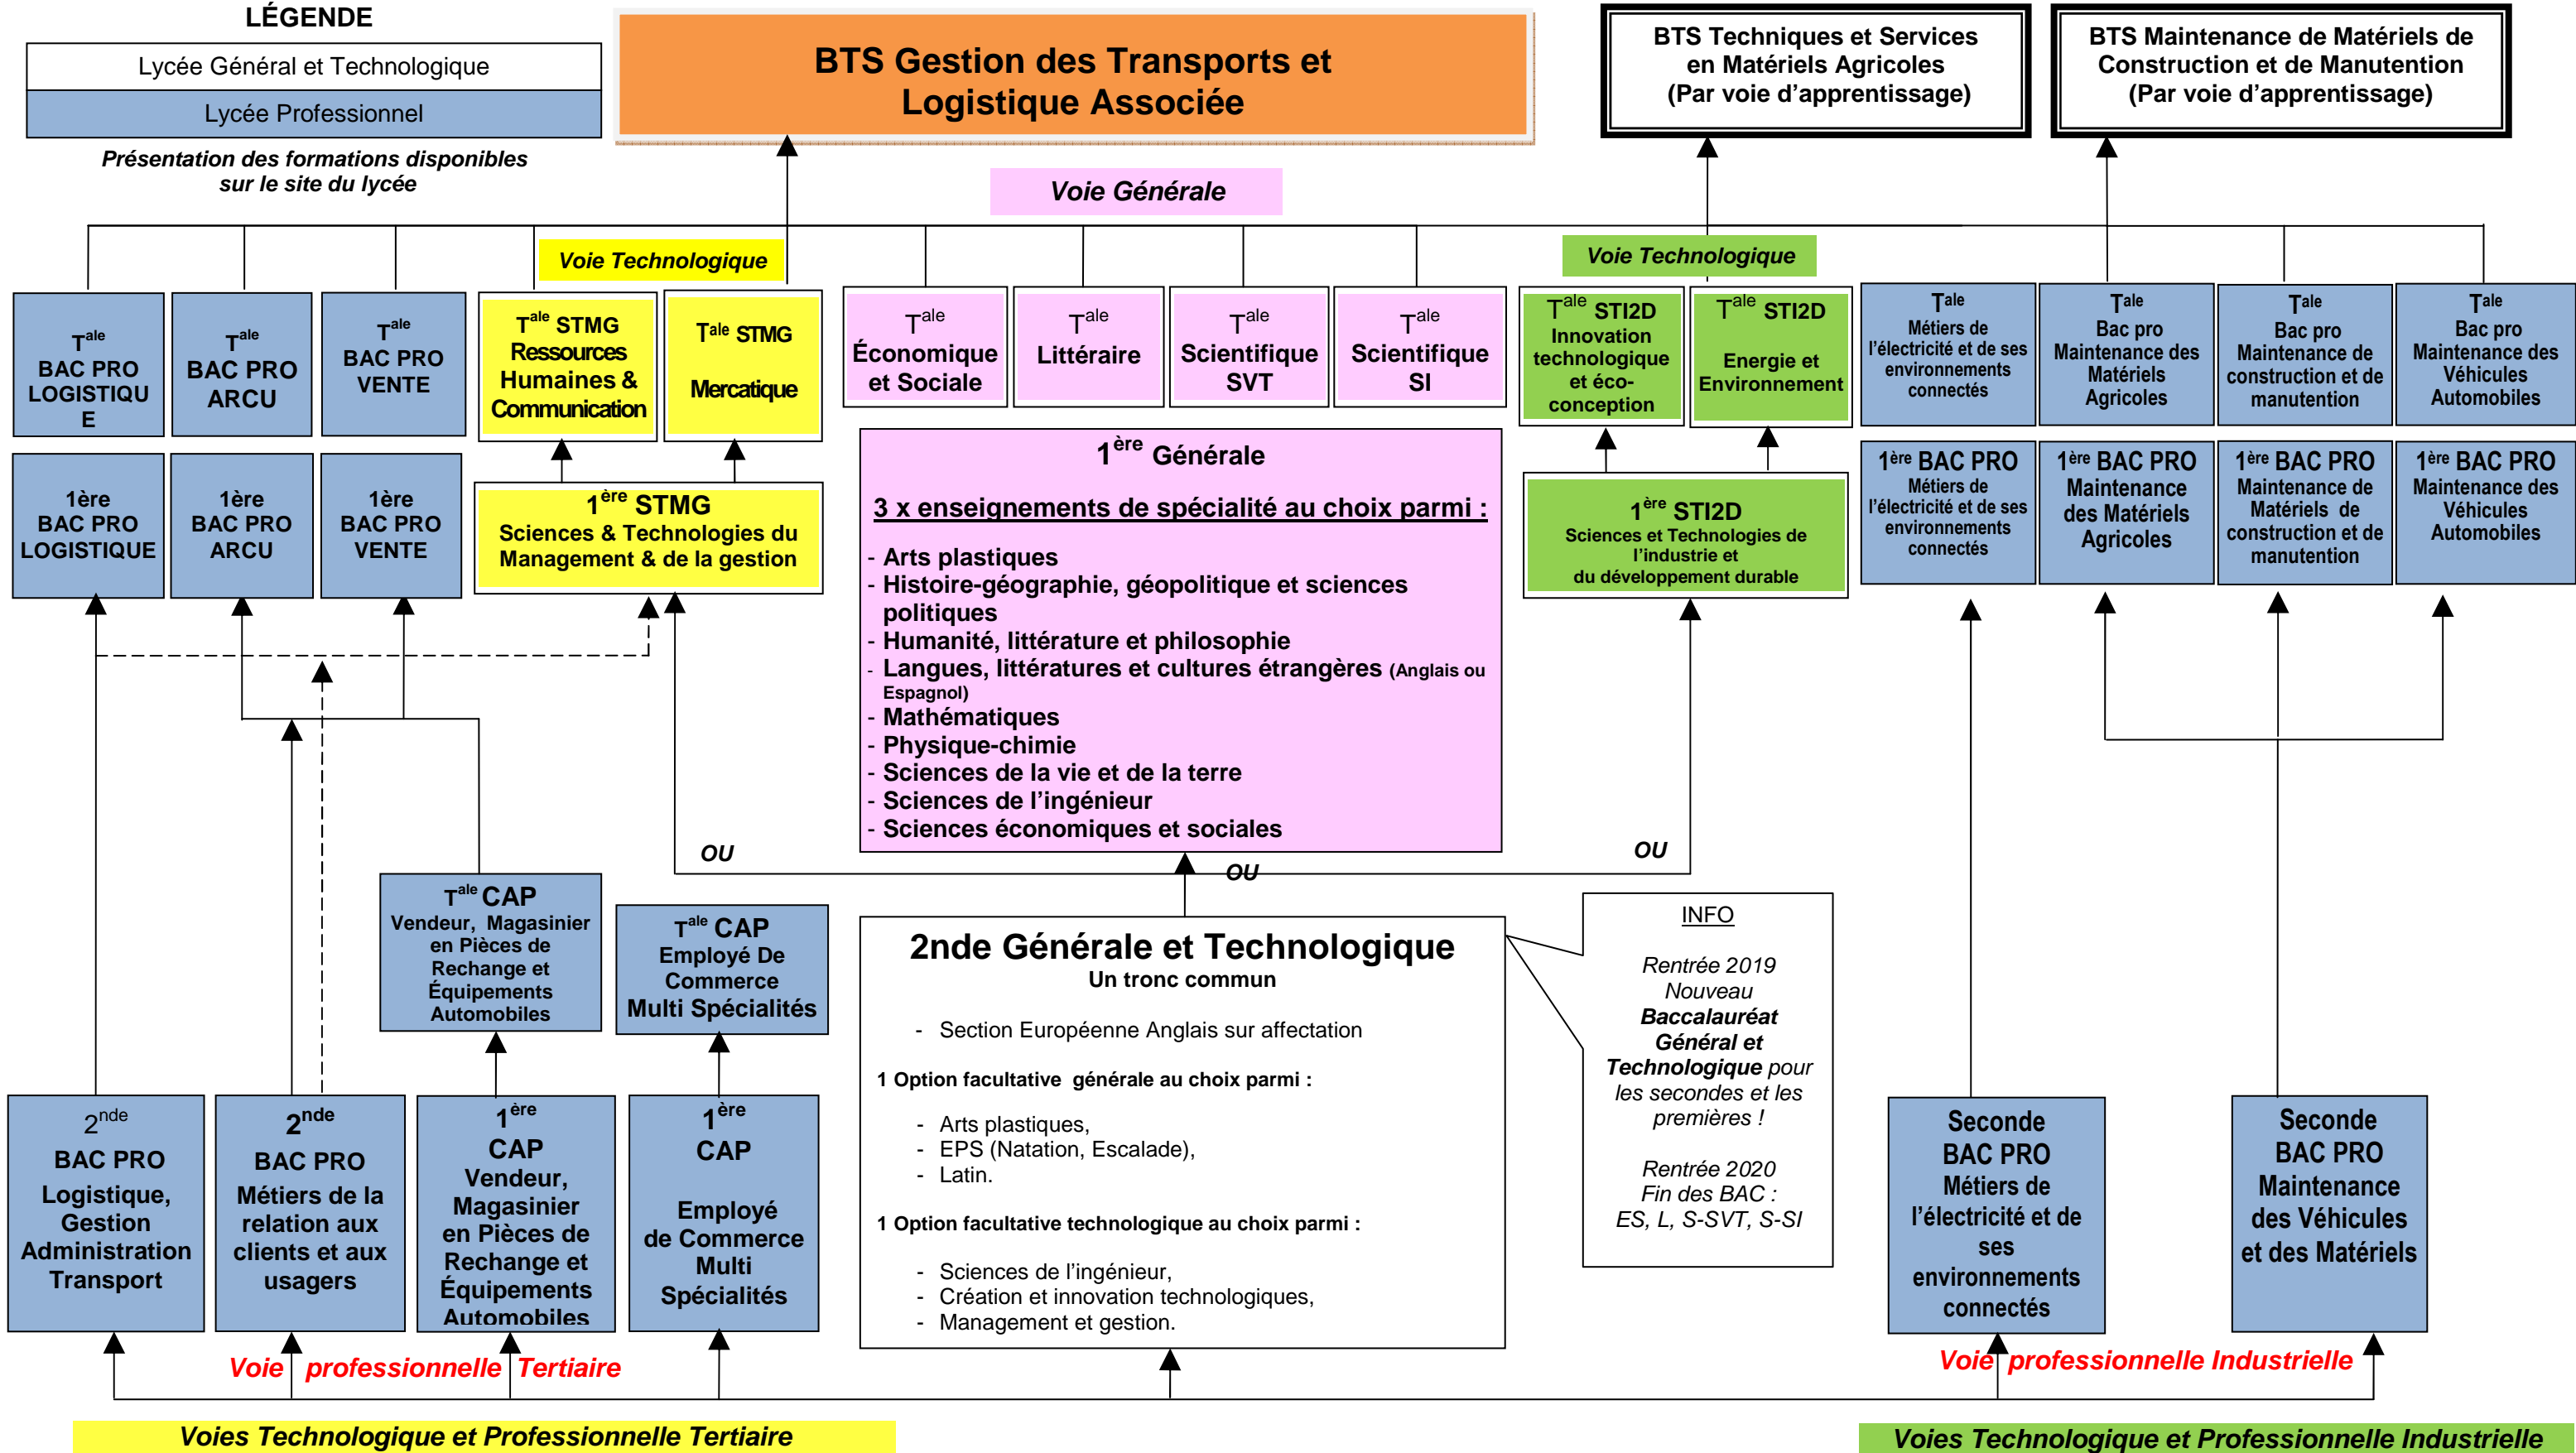 LÉGENDE
Lycée Général et Technologique
Lycée Professionnel
Présentation des formations disponibles
sur le site du lycée
BTS Gestion des Transports et
Logistique Associée
BTS Techniques et Services
en Matériels Agricoles
(Par voie d'apprentissage)
BTS Maintenance de Matériels de
Construction et de Manutention
(Par voie d'apprentissage)
Voie Générale
Voie Technologique
Voie Technologique
Tale
BAC PRO
LOGISTIQU
E
Tale
BAC PRO
ARCU
Tale
BAC PRO
VENTE
Tale STMG
Ressources
Humaines &
Communication
Tale STMG
Mercatique
Tale
Économique
et Sociale
Tale
Littéraire
Tale
Scientifique
SVT
Tale
Scientifique
SI
Tale STI2D
Innovation
technologique
et éco-
conception
Tale STI2D
Energie et
Environnement
Tale
Métiers de
l'électricité et de ses
environnements
connectés
Tale
Bac pro
Maintenance des
Matériels
Agricoles
Tale
Bac pro
Maintenance de
construction et de
manutention
Tale
Bac pro
Maintenance des
Véhicules
Automobiles
1ère
BAC PRO
LOGISTIQUE
1ère
BAC PRO
ARCU
1ère
BAC PRO
VENTE
1ère STMG
Sciences & Technologies du
Management & de la gestion
1ère Générale
3 x enseignements de spécialité au choix parmi :
- Arts plastiques
- Histoire-géographie, géopolitique et sciences
politiques
- Humanité, littérature et philosophie
- Langues, littératures et cultures étrangères (Anglais ou
Espagnol)
- Mathématiques
- Physique-chimie
- Sciences de la vie et de la terre
- Sciences de l'ingénieur
- Sciences économiques et sociales
1ère STI2D
Sciences et Technologies de
l'industrie et
du développement durable
1ère BAC PRO
Métiers de
l'électricité et de ses
environnements
connectés
1ère BAC PRO
Maintenance
des Matériels
Agricoles
1ère BAC PRO
Maintenance de
Matériels de
construction et de
manutention
1ère BAC PRO
Maintenance des
Véhicules
Automobiles
OU
OU
OU
Tale CAP
Vendeur, Magasinier
en Pièces de
Rechange et
Équipements
Automobiles
Tale CAP
Employé De
Commerce
Multi Spécialités
2nde Générale et Technologique
Un tronc commun
- Section Européenne Anglais sur affectation
1 Option facultative générale au choix parmi :
- Arts plastiques,
- EPS (Natation, Escalade),
- Latin.
1 Option facultative technologique au choix parmi :
- Sciences de l'ingénieur,
- Création et innovation technologiques,
- Management et gestion.
INFO
Rentrée 2019
Nouveau
Baccalauréat
Général et
Technologique pour
les secondes et les
premières !
Rentrée 2020
Fin des BAC :
ES, L, S-SVT, S-SI
2nde
BAC PRO
Logistique,
Gestion
Administration
Transport
2nde
BAC PRO
Métiers de la
relation aux
clients et aux
usagers
1ère
CAP
Vendeur,
Magasinier
en Pièces de
Rechange et
Équipements
Automobiles
1ère
CAP
Employé
de Commerce
Multi
Spécialités
Seconde
BAC PRO
Métiers de
l'électricité et de
ses
environnements
connectés
Seconde
BAC PRO
Maintenance
des Véhicules
et des Matériels
Voie professionnelle Tertiaire
Voie professionnelle Industrielle
Voies Technologique et Professionnelle Tertiaire
Voies Technologique et Professionnelle Industrielle